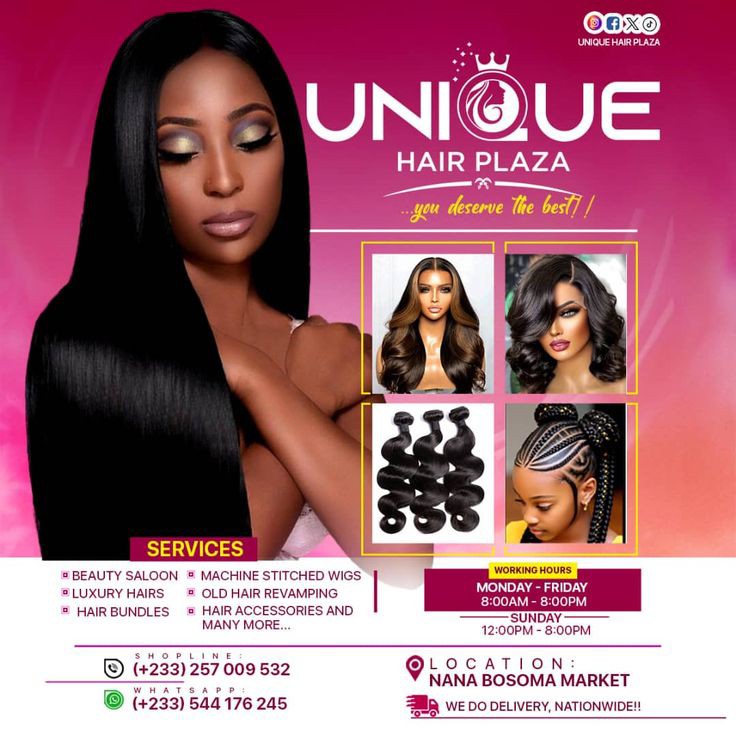 UNIQUE HAIR PLAZA
UNIQUE
HAIR PLAZA
...you deserve the best!!
SERVICES
BEAUTY SALOON
LUXURY HAIRS
HAIR BUNDLES
MACHINE STITCHED WIGS
OLD HAIR REVAMPING
HAIR ACCESSORIES AND
MANY MORE...
WORKING HOURS
MONDAY - FRIDAY
8:00AM - 8:00PM
SUNDAY
12:00PM - 8:00PM
SHOPLINE:
(+233) 257 009 532
WHATSAPP:
(+233) 544 176 245
LOCATION:
NANA BOSOMA MARKET
WE DO DELIVERY, NATIONWIDE!!